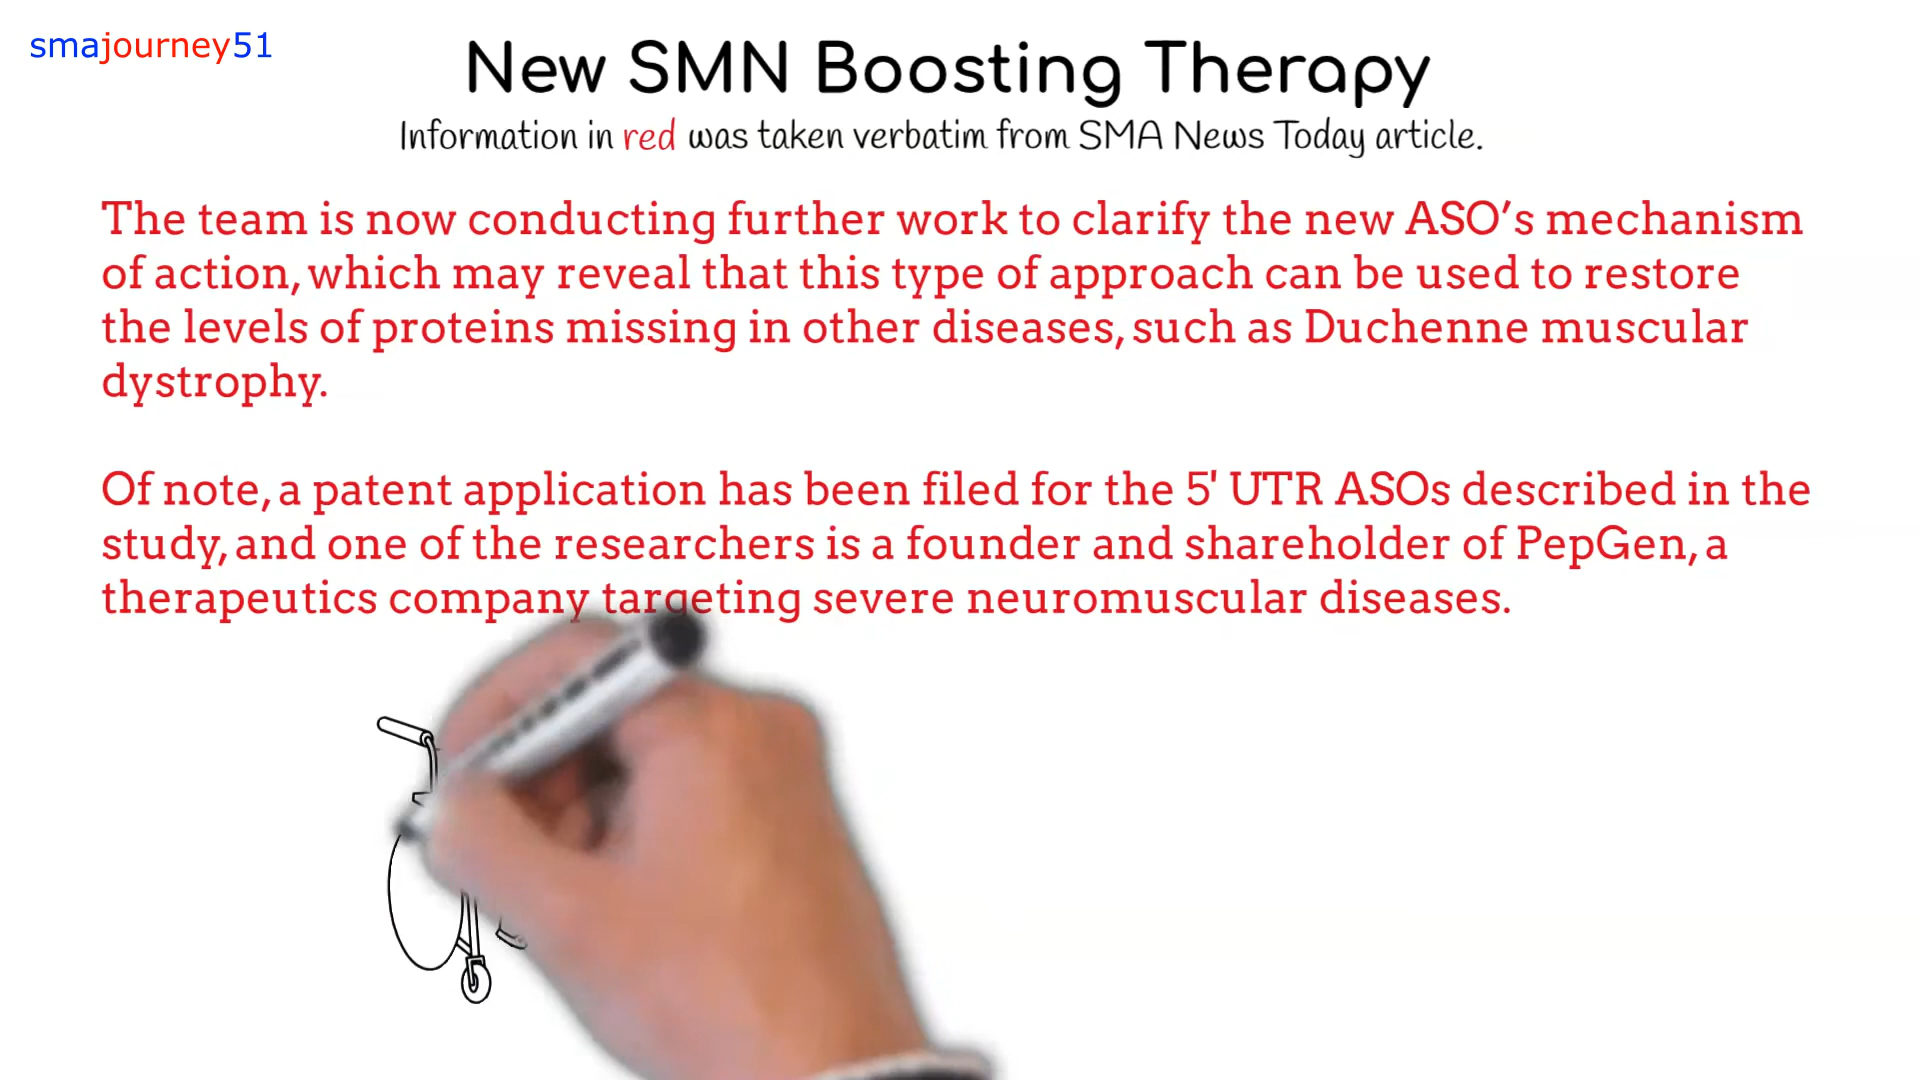 smajourney51
New SMN Boosting Therapy
Information in red was taken verbatim from SMA News Today article.
The team is now conducting further work to clarify the new ASO’s mechanism
of action, which may reveal that this type of approach can be used to restore
the levels of proteins missing in other diseases, such as Duchenne muscular
dystrophy.
Of note, a patent application has been filed for the 5' UTR ASOs described in the
study, and one of the researchers is a founder and shareholder of PepGen, a
therapeutics company targeting severe neuromuscular diseases.